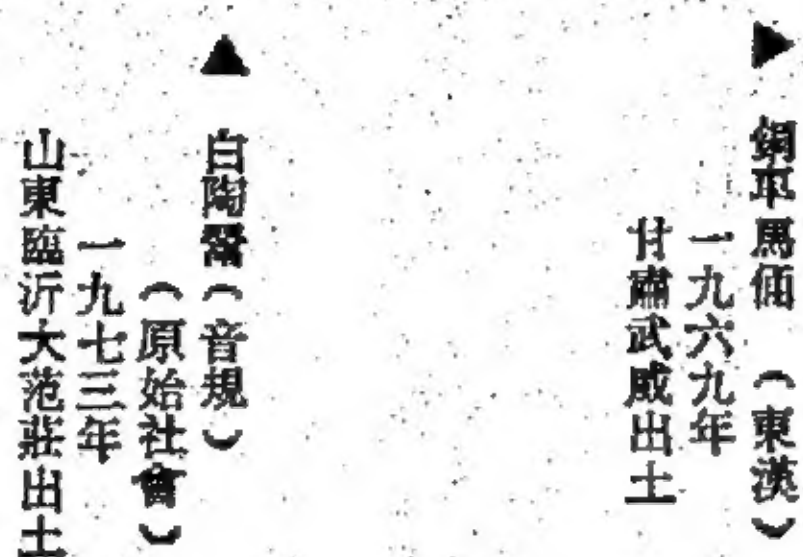 ▶ 銅車馬俑 (東漢)
一九六九年
甘肅武威出土
▲ 白陶鬹(音規)
(原始社會)
一九七三年
山東臨沂大范莊出土